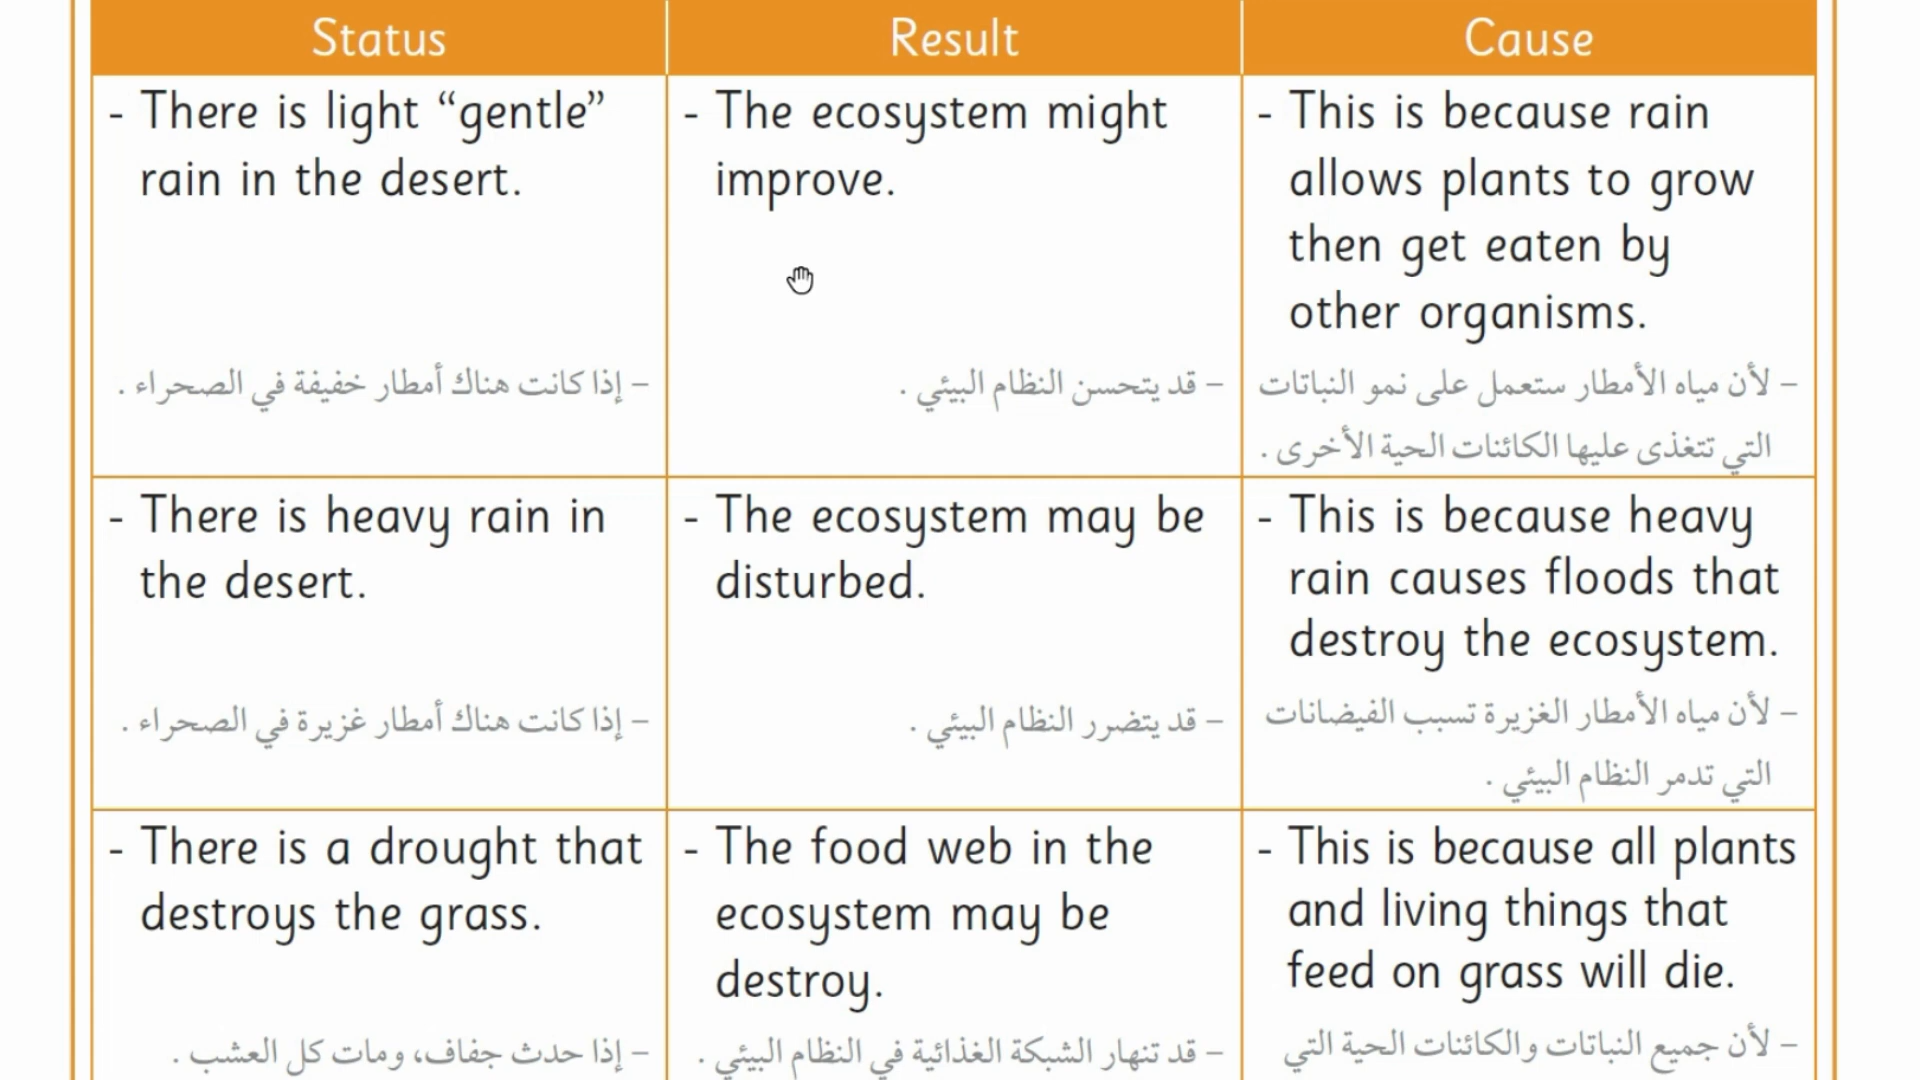 Status
Result
Cause
- There is light “gentle”
rain in the desert.
– إذا كانت هناك أمطار خفيفة في الصحراء .
- The ecosystem might
improve.
– قد يتحسن النظام البيئي .
- This is because rain
allows plants to grow
then get eaten by
other organisms.
– لأن مياه الأمطار ستعمل على نمو النباتات
التي تتغذى عليها الكائنات الحية الأخرى .
- There is heavy rain in
the desert.
– إذا كانت هناك أمطار غزيرة في الصحراء .
- The ecosystem may be
disturbed.
– قد يتضرر النظام البيئي .
- This is because heavy
rain causes floods that
destroy the ecosystem.
– لأن مياه الأمطار الغزيرة تسبب الفيضانات
التي تدمر النظام البيئي .
- There is a drought that
destroys the grass.
– إذا حدث جفاف، ومات كل العشب .
- The food web in the
ecosystem may be
destroy.
– قد تنهار الشبكة الغذائية في النظام البيئي .
- This is because all plants
and living things that
feed on grass will die.
– لأن جميع النباتات والكائنات الحية التي